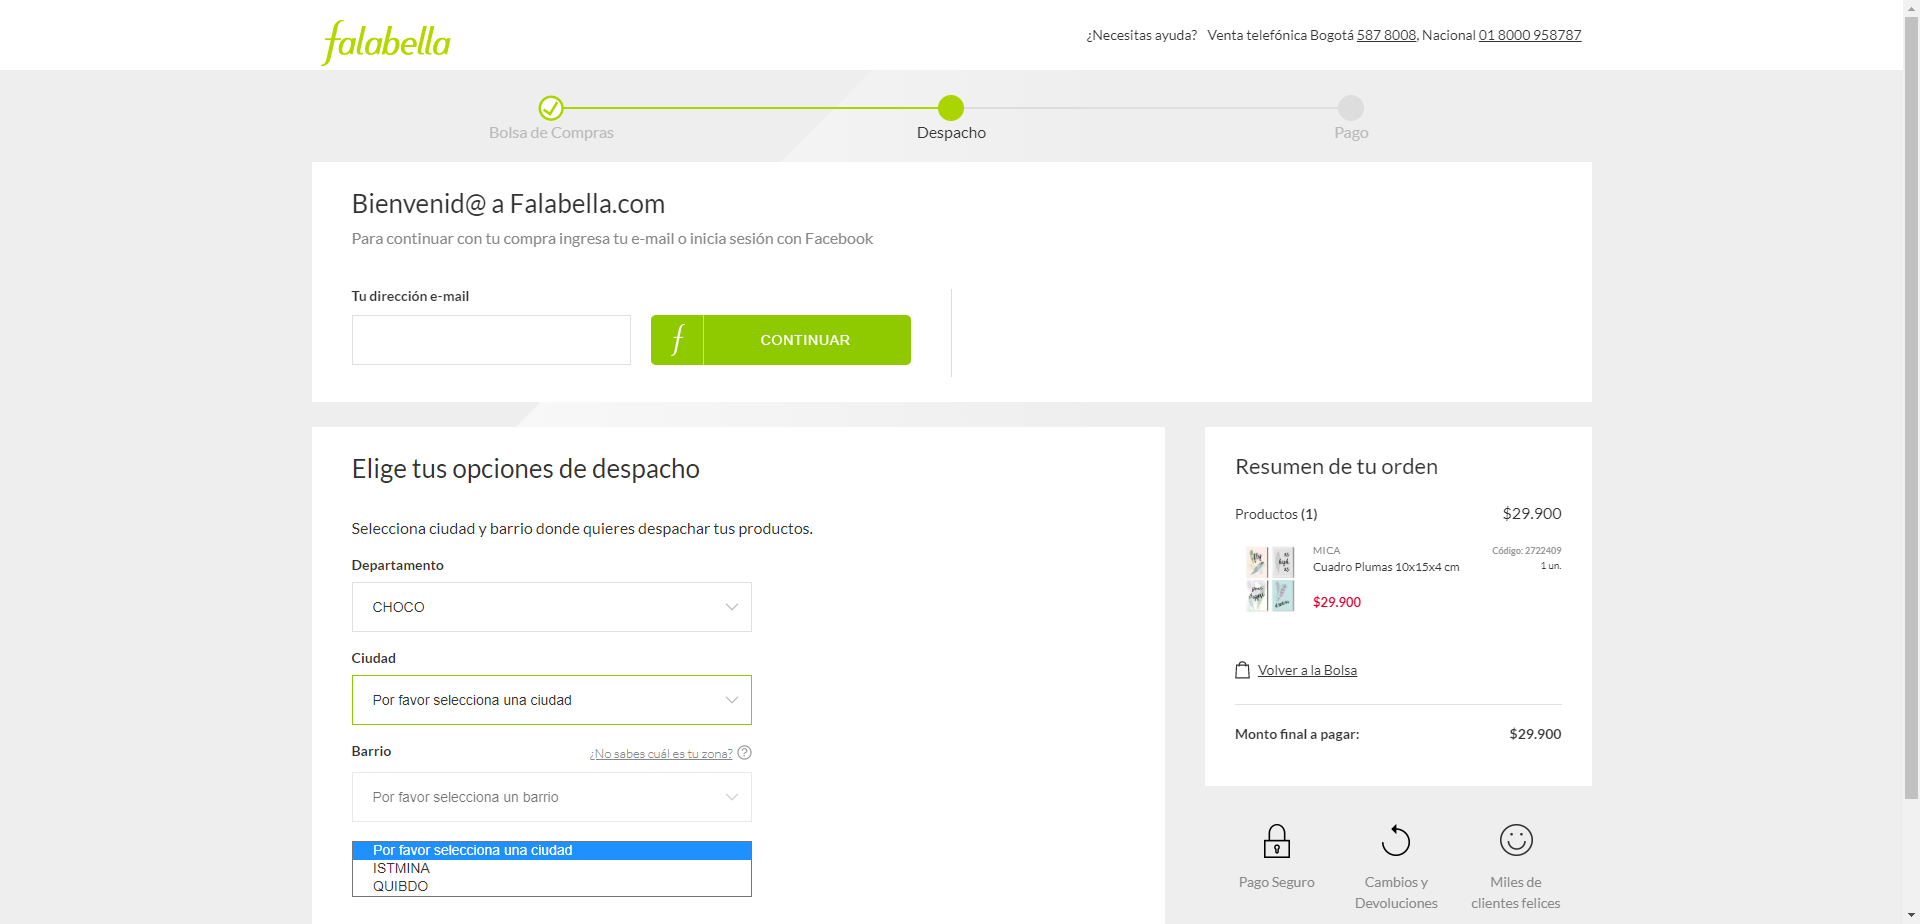 falabella
¿Necesitas ayuda? Venta telefónica Bogotá 587 8008, Nacional 01 8000 958787
Bolsa de Compras
Despacho
Pago
Bienvenid@ a Falabella.com
Para continuar con tu compra ingresa tu e-mail o inicia sesión con Facebook
Tu dirección e-mail
f CONTINUAR
Elige tus opciones de despacho
Selecciona ciudad y barrio donde quieres despachar tus productos.
Departamento
CHOCO
Ciudad
Por favor selecciona una ciudad
Barrio
¿No sabes cuál es tu zona? ?
Por favor selecciona un barrio
Por favor selecciona una ciudad
ISTMINA
QUIBDO
Resumen de tu orden
Productos (1) $29.900
MICA Código: 2722409
Cuadro Plumas 10x15x4 cm 1 un.
$29.900
Volver a la Bolsa
Monto final a pagar: $29.900
Pago Seguro
Cambios y
Devoluciones
Miles de
clientes felices